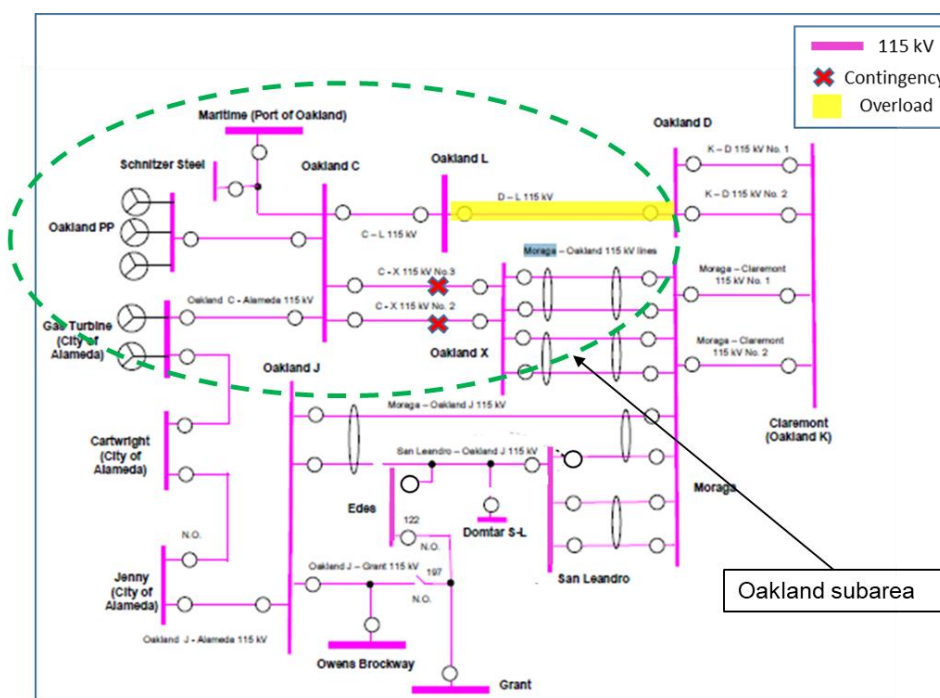 115 kV
Contingency
Overload
Maritime (Port of Oakland)
Schnitzer Steel
Oakland C
Oakland L
Oakland D
K – D 115 kV No. 1
K – D 115 kV No. 2
D – L 115 kV
Oakland PP
C – L 115 kV
Moraga – Oakland 115 kV lines
C - X 115 kV No.3
Moraga – Claremont
115 kV No. 1
Oakland C - Alameda 115 kV
C - X 115 kV No. 2
Gas Turbine
(City of
Alameda)
Oakland X
Moraga – Claremont
115 kV No. 2
Oakland J
Moraga – Oakland J 115 kV
Claremont
(Oakland K)
Cartwright
(City of
Alameda)
San Leandro – Oakland J 115 kV
Moraga
Edes
Domtar S-L
122
N.O.
N.O.
Jenny
(City of
Alameda)
Oakland J – Grant 115 kV
197
N.O.
San Leandro
Oakland subarea
Oakland J - Alameda 115 kV
Owens Brockway
Grant